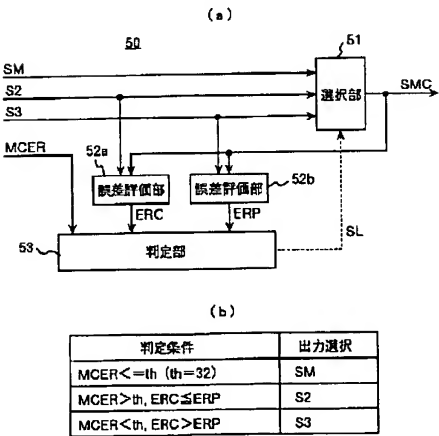 (a)
50
51
SM
S2
S3
選択部
SMC
MCER
52a
誤差評価部
誤差評価部
52b
ERC
ERP
SL
53
判定部
(b)
判定条件 出力選択
MCER<=th (th=32) SM
MCER>th, ERC≦ERP S2
MCER<th, ERC>ERP S3